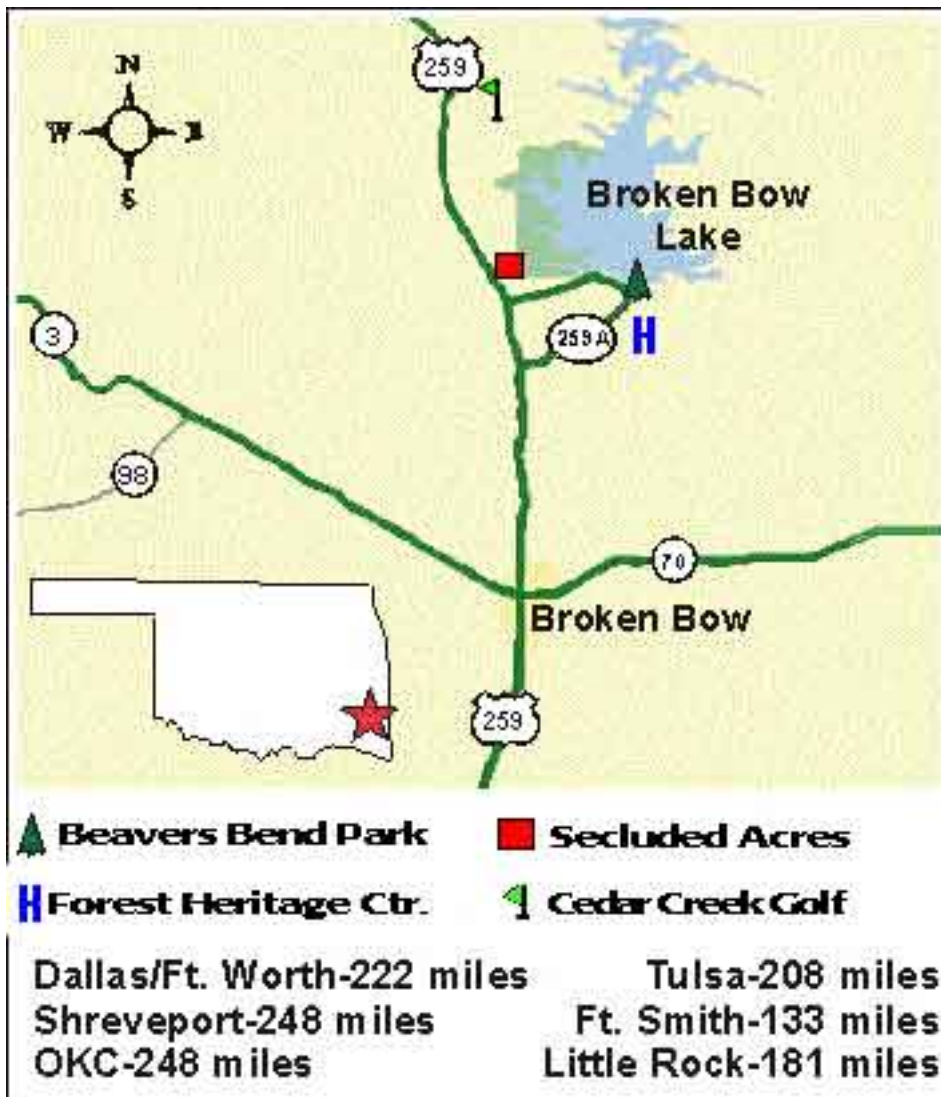 259
N
W E
S
Broken Bow
Lake
3
259A H
98
70
Broken Bow
259
Beavers Bend Park Secluded Acres
H Forest Heritage Ctr. Cedar Creek Golf
Dallas/Ft. Worth-222 miles Tulsa-208 miles
Shreveport-248 miles Ft. Smith-133 miles
OKC-248 miles Little Rock-181 miles